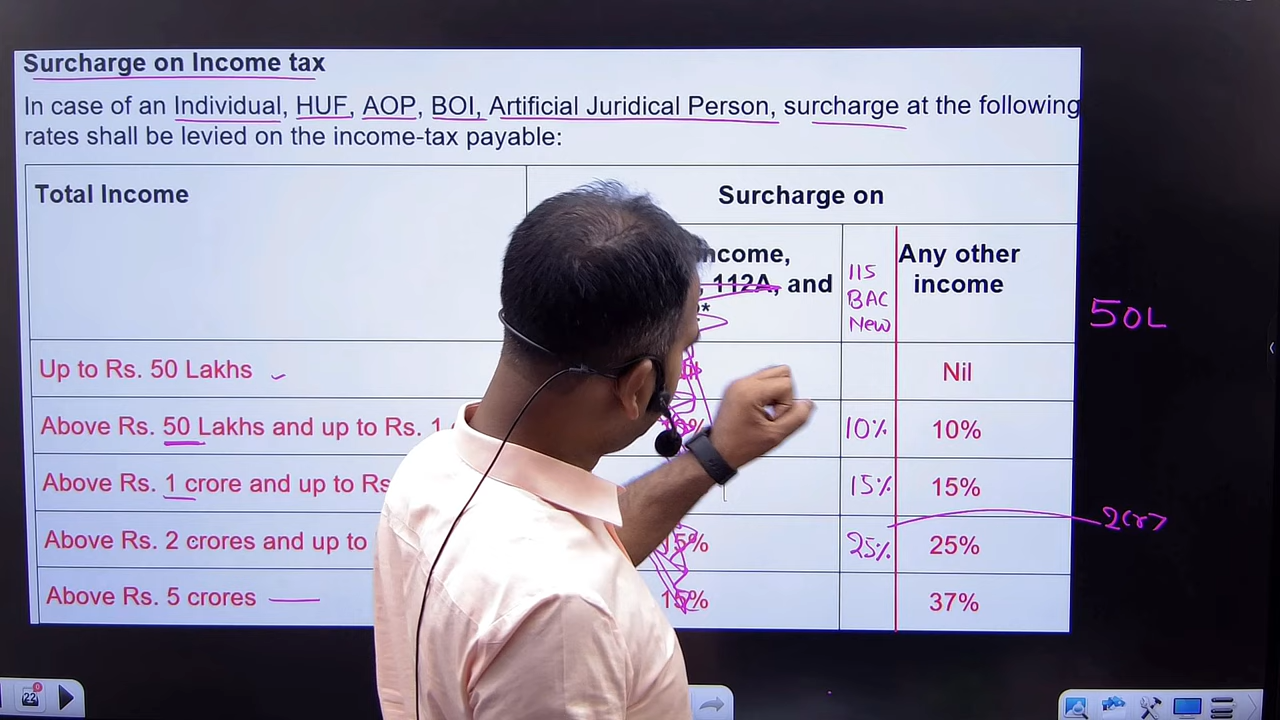 Surcharge on Income tax
In case of an Individual, HUF, AOP, BOI, Artificial Juridical Person, surcharge at the following
rates shall be levied on the income-tax payable:
Total Income
Surcharge on
115
BAC
New
112A, and
Any other
income
50L
Up to Rs. 50 Lakhs
Nil
Above Rs. 50 Lakhs and up to Rs. 1
10%
10%
Above Rs. 1 crore and up to Rs
15%
15%
2Cr>
Above Rs. 2 crores and up to
25%
25%
Above Rs. 5 crores
15%
37%
22